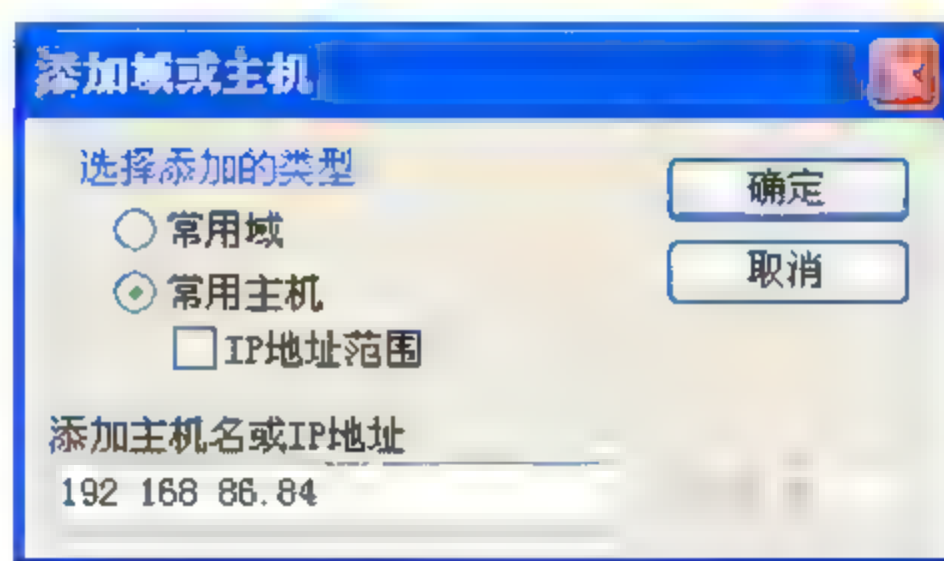 添加域或主机
选择添加的类型
常用域
常用主机
IP地址范围
添加主机名或IP地址
192 168 86.84
确定
取消